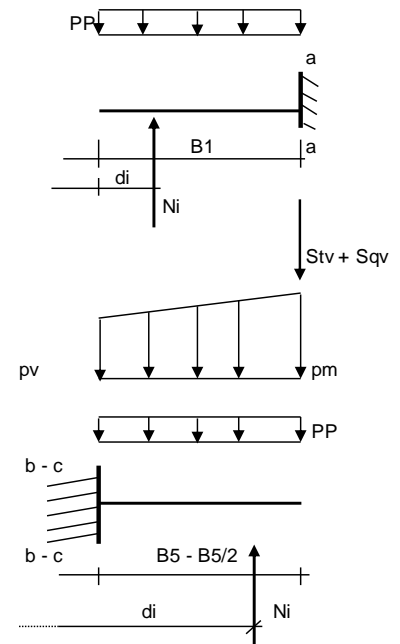 PP
a
B1
a
di
Ni
Stv + Sqv
pv
pm
PP
b - c
b - c
B5 - B5/2
di
Ni